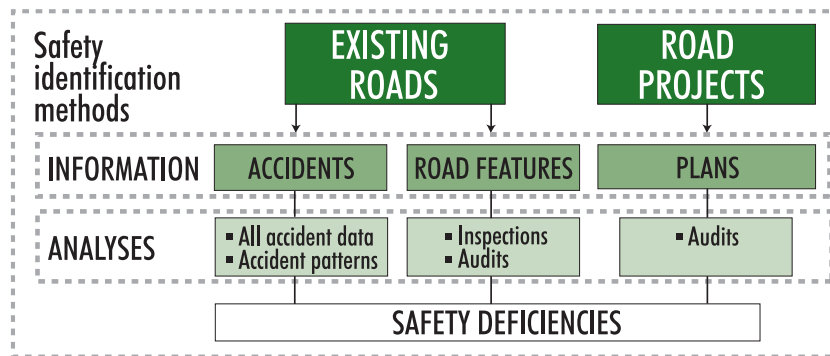 Safety
identification
methods
EXISTING
ROADS
ROAD
PROJECTS
INFORMATION
ACCIDENTS
ROAD FEATURES
PLANS
ANALYSES
▪ All accident data
▪ Accident patterns
▪ Inspections
▪ Audits
▪ Audits
SAFETY DEFICIENCIES